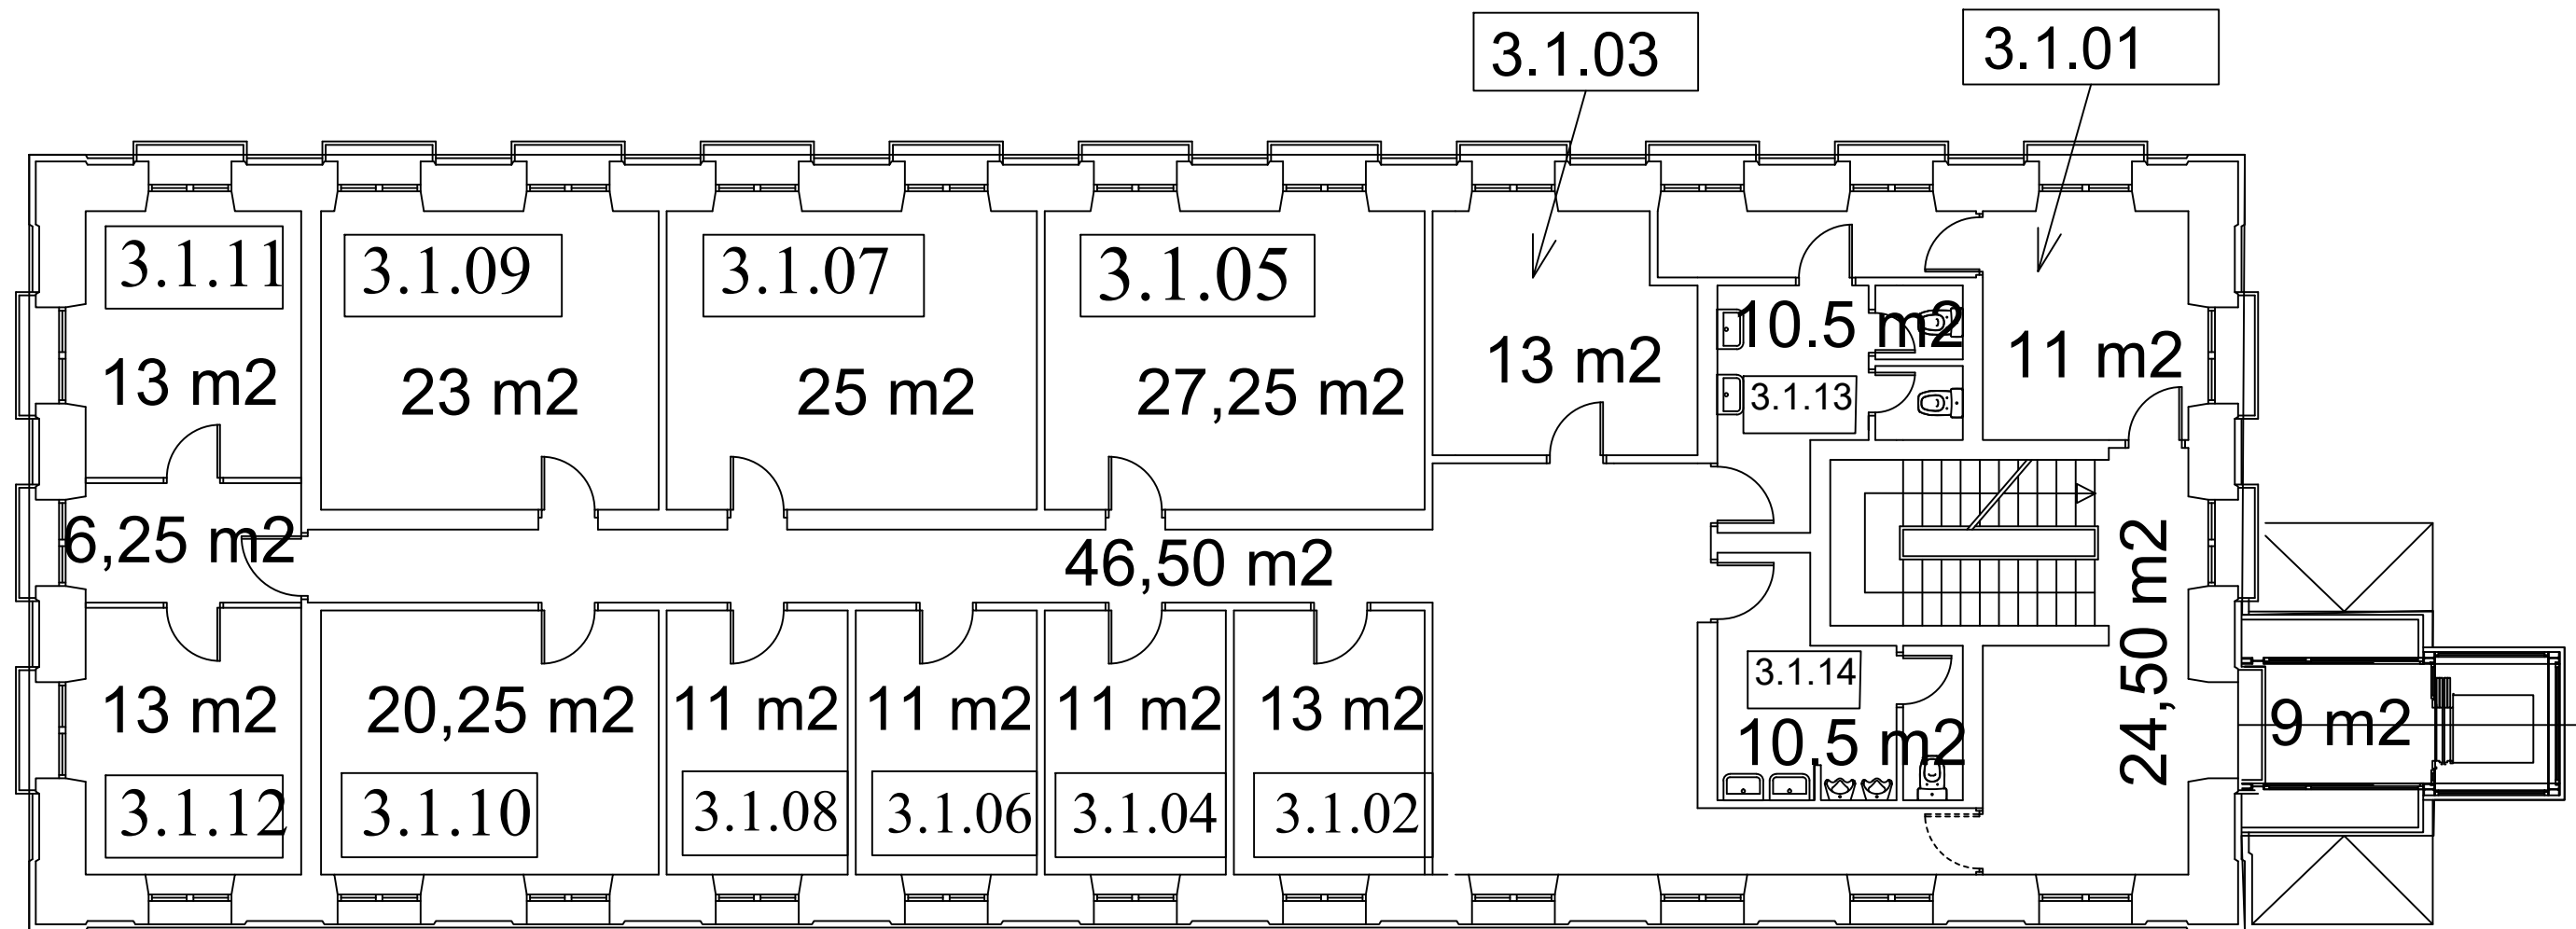 3.1.03
3.1.01
3.1.11
3.1.09
3.1.07
3.1.05
13 m2
23 m2
25 m2
27,25 m2
13 m2
10.5 m2
3.1.13
11 m2
6,25 m2
46,50 m2
24,50 m2
13 m2
20,25 m2
11 m2
11 m2
11 m2
13 m2
3.1.14
10.5 m2
9 m2
3.1.12
3.1.10
3.1.08
3.1.06
3.1.04
3.1.02